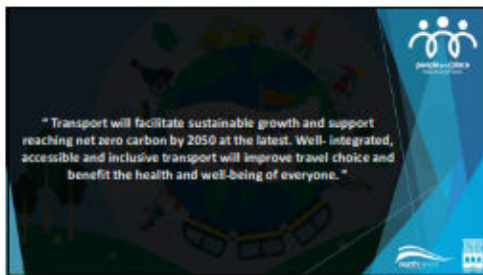 " Transport will facilitate sustainable growth and support
reaching net zero carbon by 2050 at the latest. Well- integrated,
accessible and inclusive transport will improve travel choice and
benefit the health and well-being of everyone. "